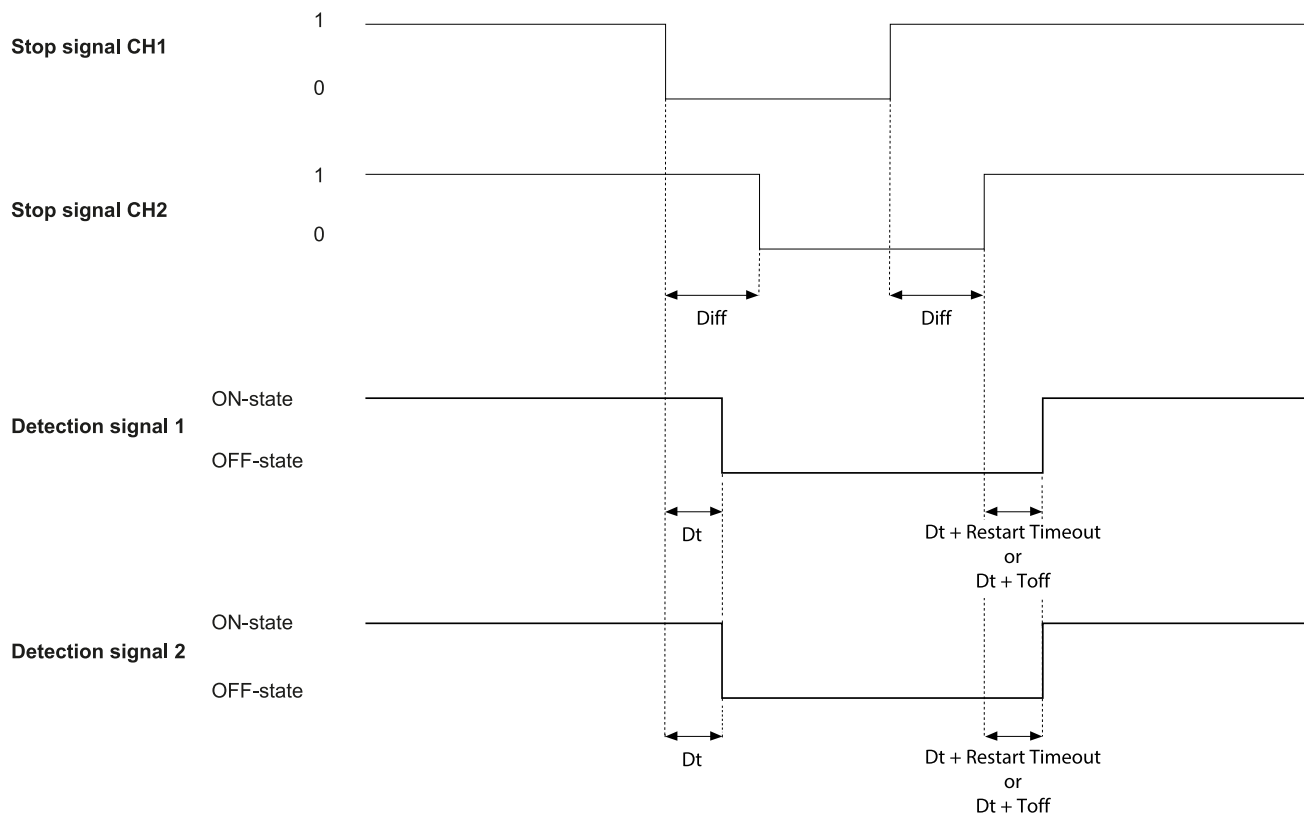 Stop signal CH1
1
0
Stop signal CH2
1
0
Diff
Diff
Detection signal 1
ON-state
OFF-state
Dt
Dt + Restart Timeout
or
Dt + Toff
Detection signal 2
ON-state
OFF-state
Dt
Dt + Restart Timeout
or
Dt + Toff